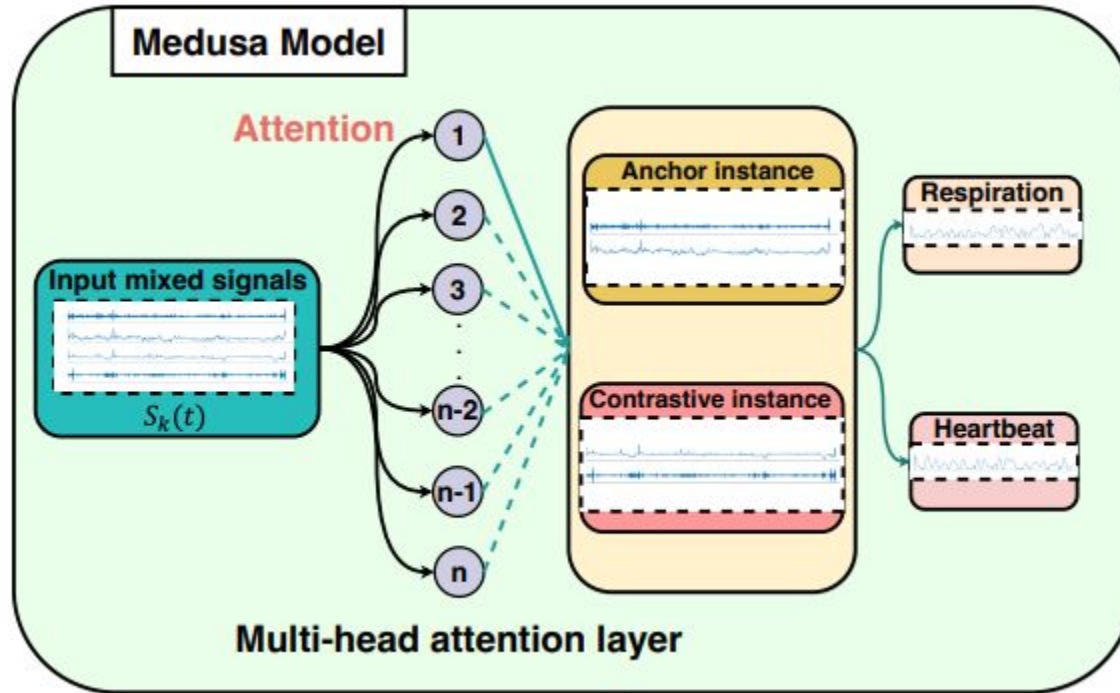 Medusa Model
Attention
1
2
3
.
.
.
n-2
n-1
n
Input mixed signals
S_k(t)
Anchor instance
Contrastive instance
Respiration
Heartbeat
Multi-head attention layer